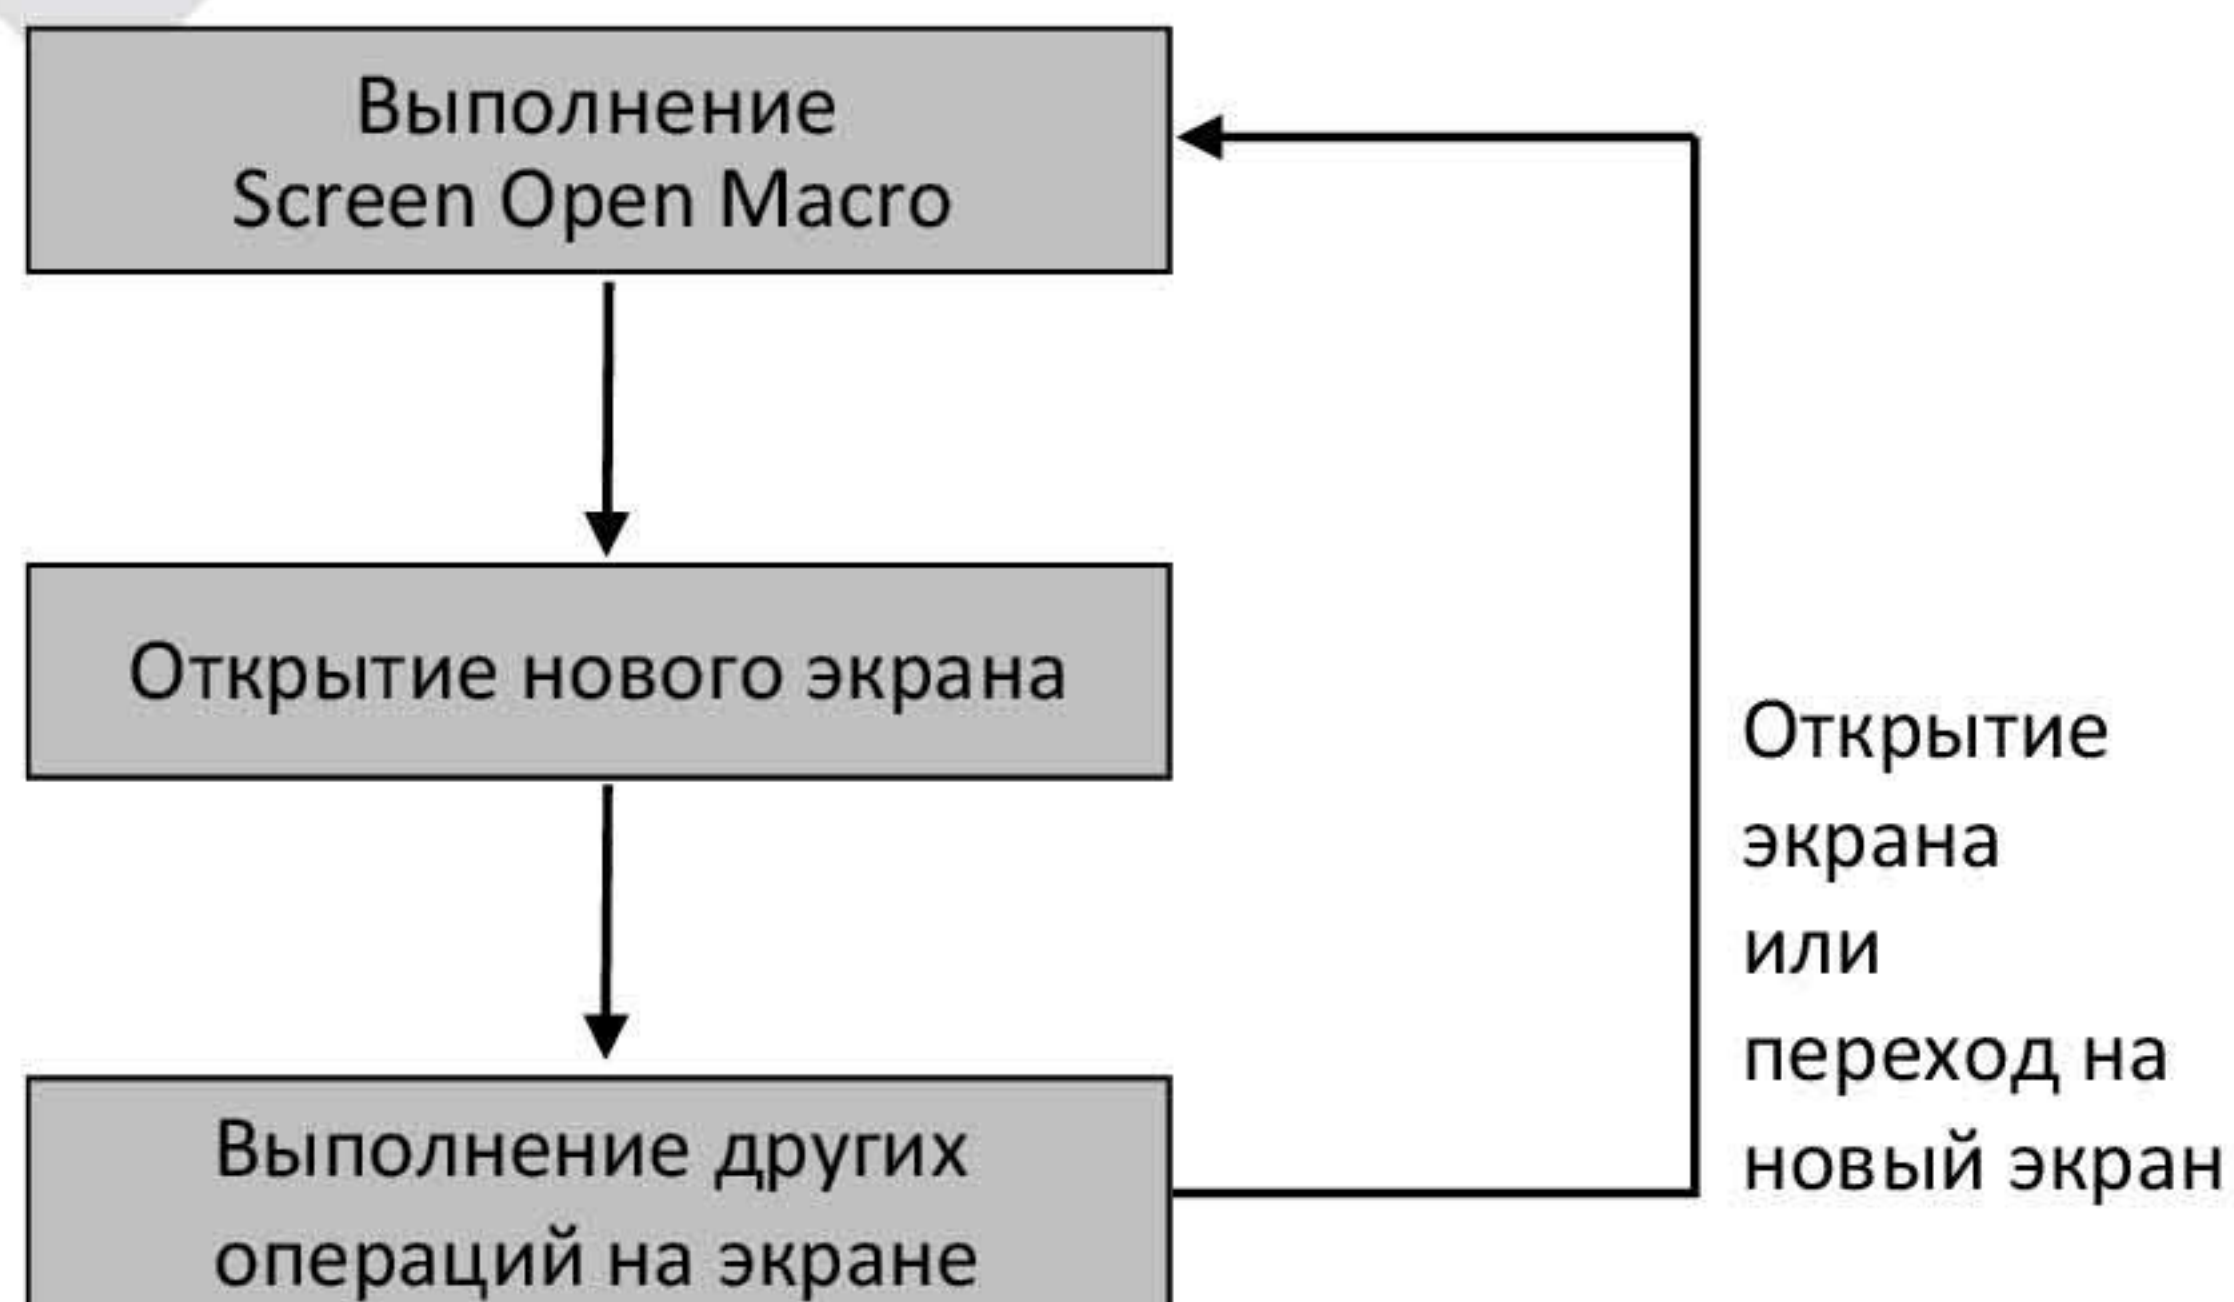 Выполнение
Screen Open Macro
Открытие нового экрана
Открытие
экрана
или
переход на
новый экран
Выполнение других
операций на экране